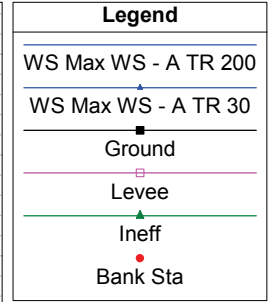 Legend
WS Max WS - A TR 200
WS Max WS - A TR 30
Ground
Levee
Ineff
Bank Sta